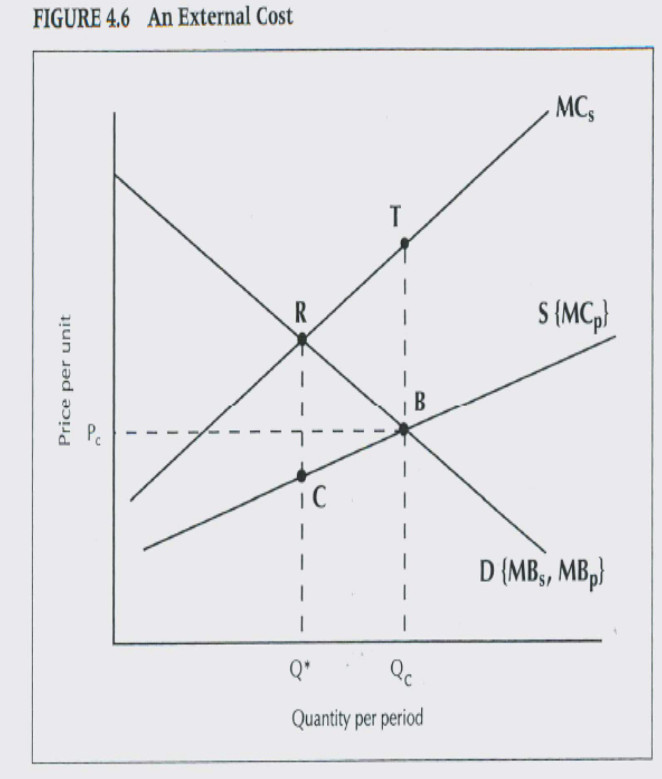 FIGURE 4.6 An External Cost
MCs
T
R
S {MCp}
B
Price per unit
Pc
C
D {MBs, MBp}
Q* Qc
Quantity per period